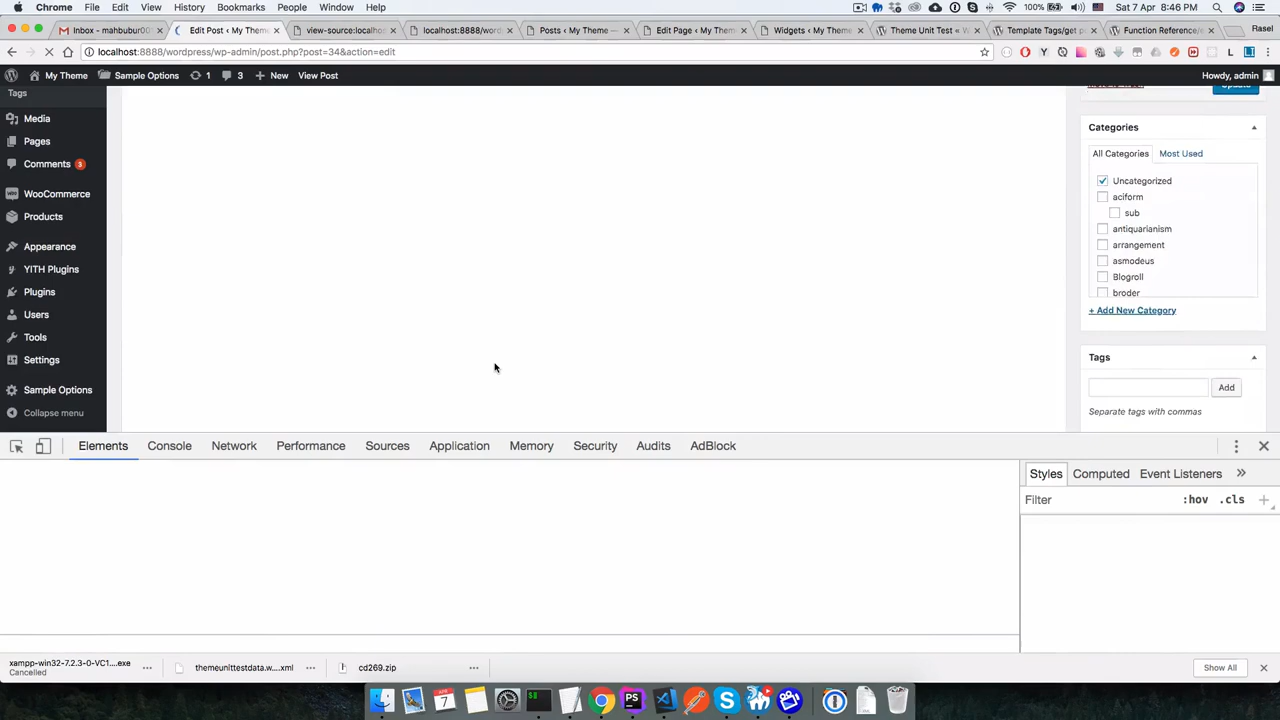 Chrome File Edit View History Bookmarks People Window Help 100% Sat 7 Apr 8:46 PM
Inbox - mahbubur00 Edit Post ‹ My Them view-source:localhos localhost:8888/word Posts ‹ My Theme — Edit Page ‹ My Them Widgets ‹ My Theme Theme Unit Test « W Template Tags/get p Function Reference/ Rasel
localhost:8888/wordpress/wp-admin/post.php?post=34&action=edit
My Theme Sample Options 1 3 + New View Post Howdy, admin
Tags
Media
Pages
Comments 3
WooCommerce
Products
Appearance
YITH Plugins
Plugins
Users
Tools
Settings
Sample Options
Collapse menu
Update
Categories
All Categories Most Used
Uncategorized
aciform
sub
antiquarianism
arrangement
asmodeus
Blogroll
broder
+ Add New Category
Tags
Add
Separate tags with commas
Elements Console Network Performance Sources Application Memory Security Audits AdBlock
Styles Computed Event Listeners »
Filter :hov .cls +
xampp-win32-7.2.3-0-VC1....exe
Cancelled
themeunittestdata.w....xml
cd269.zip
Show All